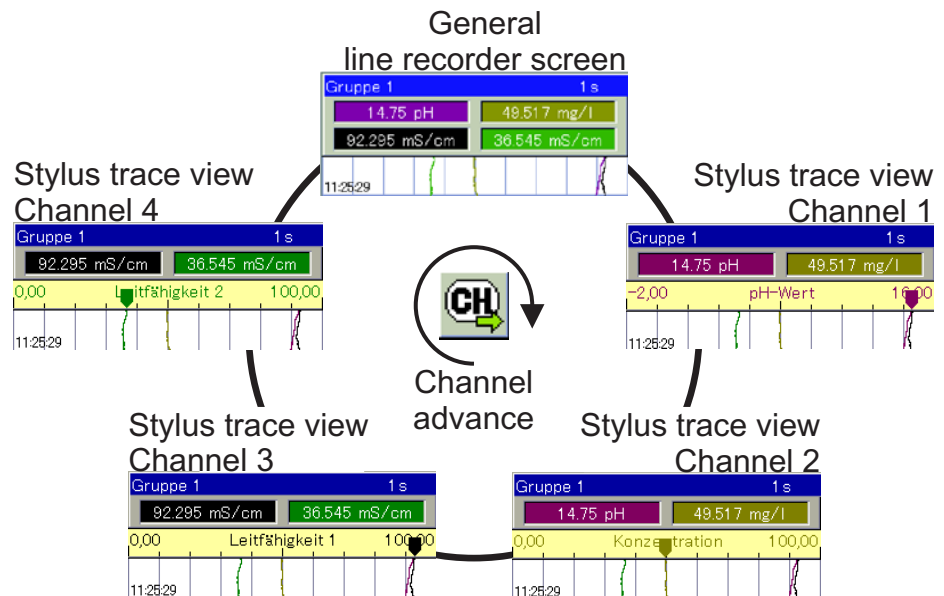 General
line recorder screen
Gruppe 1 1 s
14.75 pH 49.517 mg/l
92.295 mS/cm 36.545 mS/cm
11:25:29
Stylus trace view
Channel 4
Gruppe 1 1 s
92.295 mS/cm 36.545 mS/cm
0,00 Leitfähigkeit 2 100,00
11:25:29
Stylus trace view
Channel 1
Gruppe 1 1 s
14.75 pH 49.517 mg/l
-2,00 pH-Wert 16,00
11:25:29
CH
Channel
advance
Stylus trace view
Channel 3
Gruppe 1 1 s
92.295 mS/cm 36.545 mS/cm
0,00 Leitfähigkeit 1 100,00
11:25:29
Stylus trace view
Channel 2
Gruppe 1 1 s
14.75 pH 49.517 mg/l
0,00 Konzentration 100,00
11:25:29